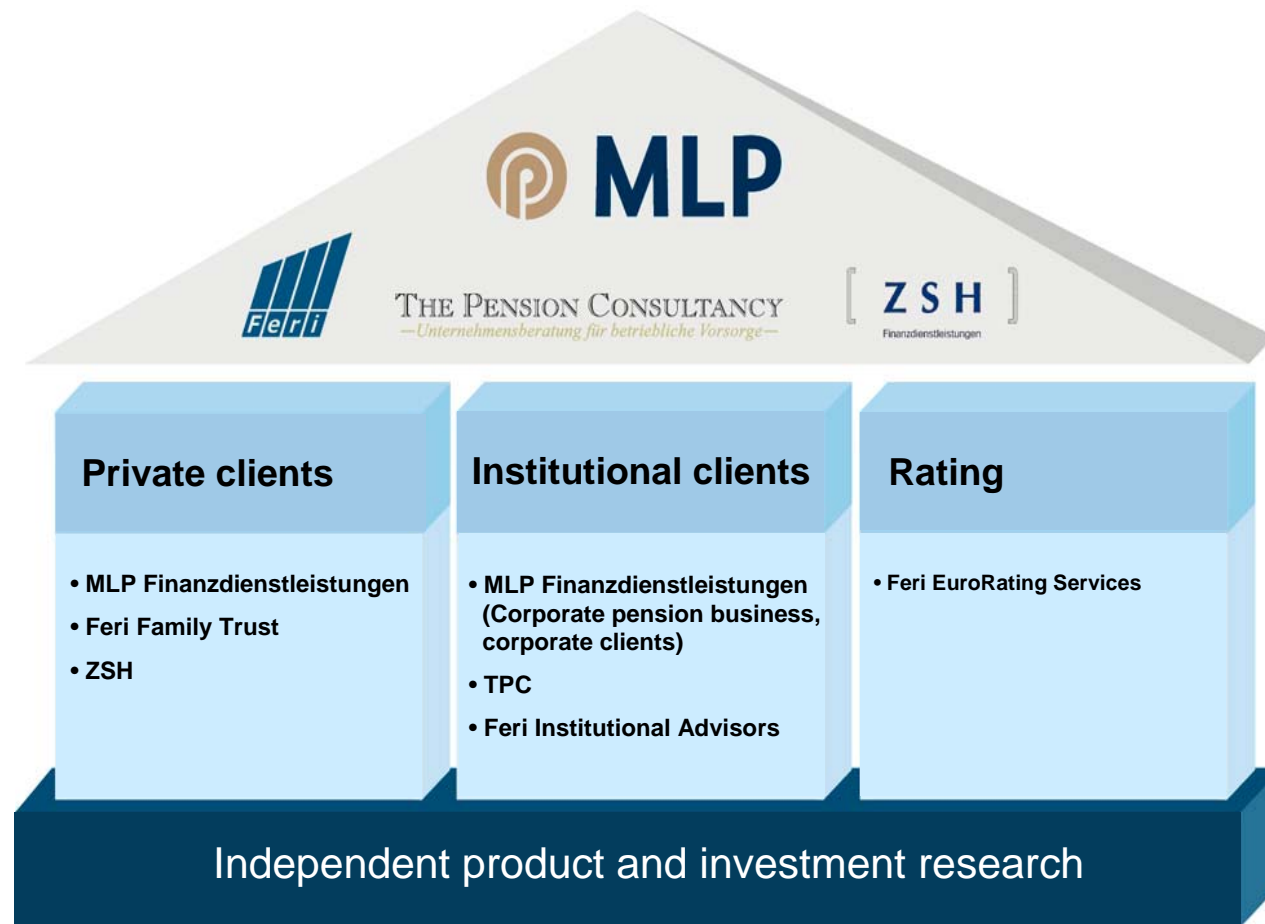 MLP
Feri
THE PENSION CONSULTANCY
—Unternehmensberatung für betriebliche Vorsorge—
[ Z S H ]
Finanzdienstleistungen
Private clients
• MLP Finanzdienstleistungen
• Feri Family Trust
• ZSH
Institutional clients
• MLP Finanzdienstleistungen
(Corporate pension business,
corporate clients)
• TPC
• Feri Institutional Advisors
Rating
• Feri EuroRating Services
Independent product and investment research